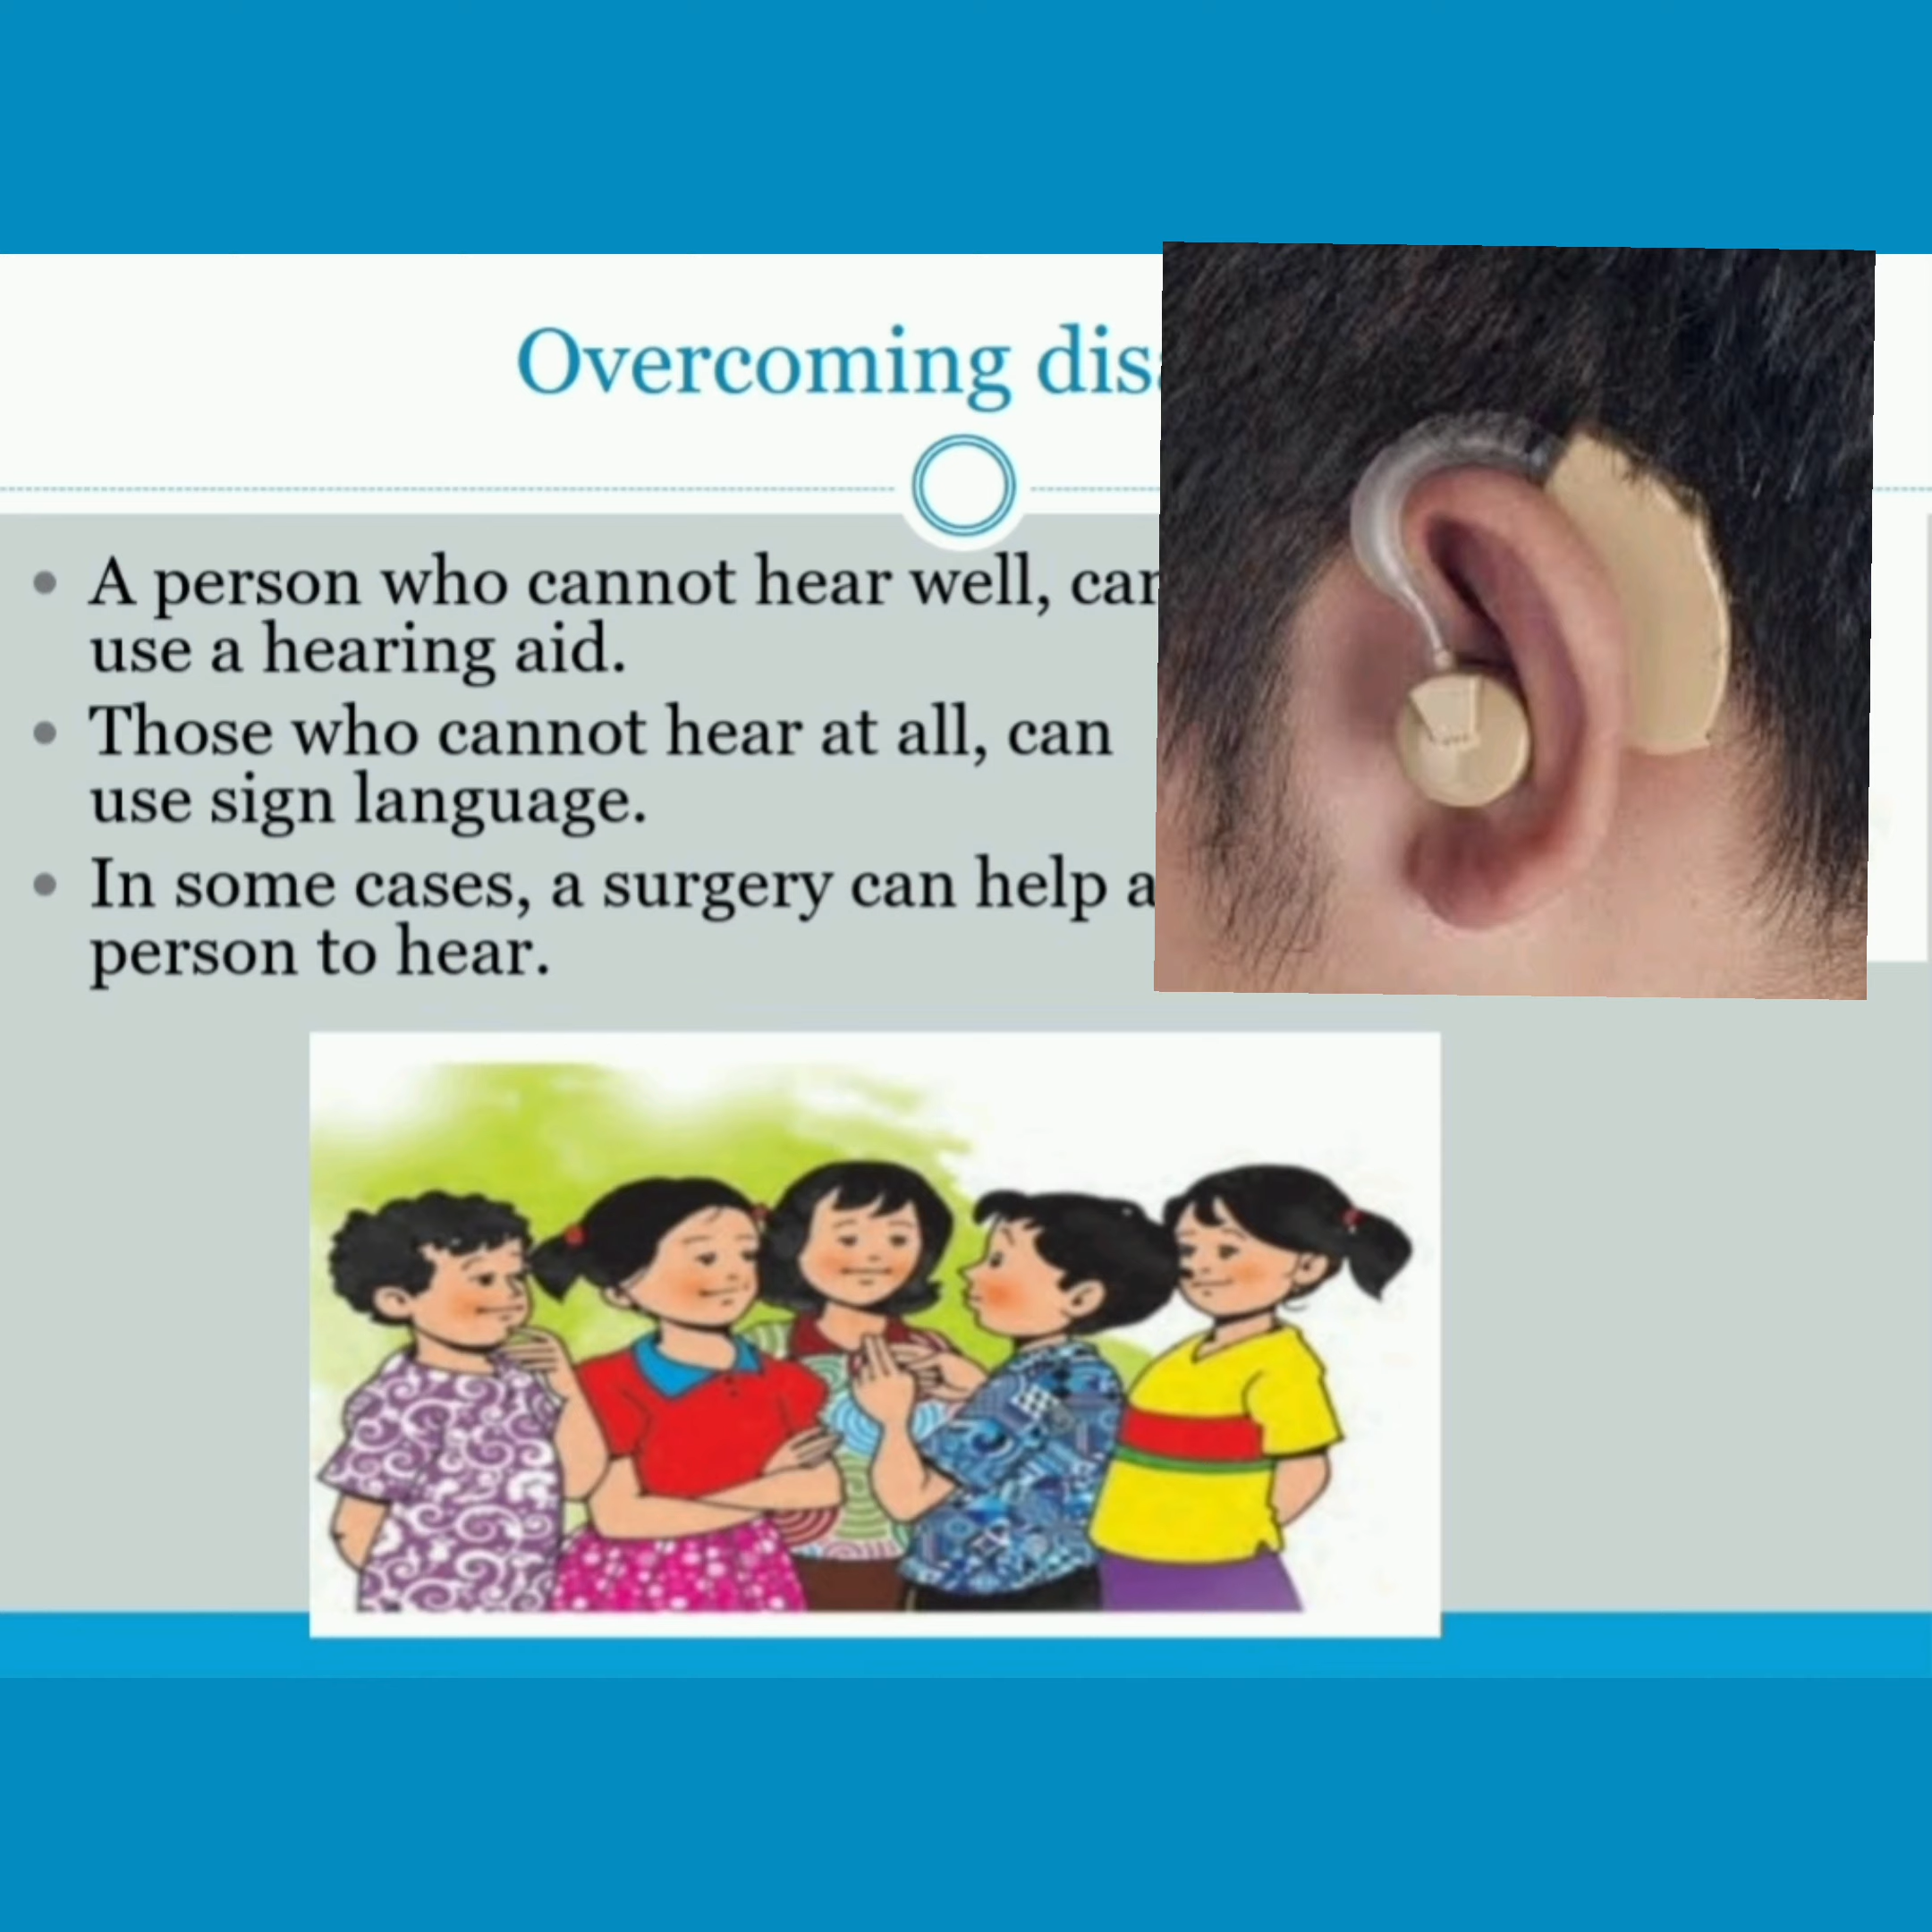 Overcoming dis
A person who cannot hear well, can
use a hearing aid.
Those who cannot hear at all, can
use sign language.
In some cases, a surgery can help a
person to hear.